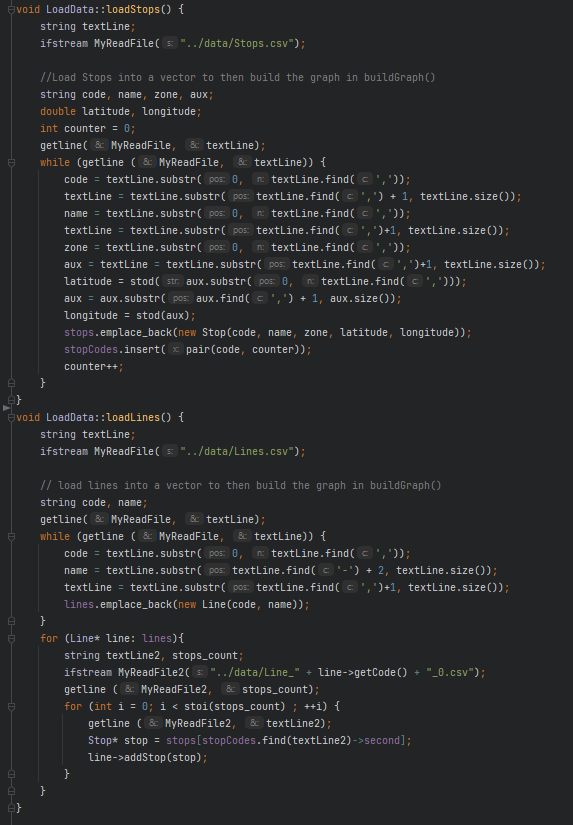 void LoadData::loadStops() {
    string textLine;
    ifstream MyReadFile( s: "../data/Stops.csv");

    //Load Stops into a vector to then build the graph in buildGraph()
    string code, name, zone, aux;
    double latitude, longitude;
    int counter = 0;
    getline( &: MyReadFile, &: textLine);
    while (getline ( &: MyReadFile, &: textLine)) {
        code = textLine.substr( pos: 0, n: textLine.find( c: ','));
        textLine = textLine.substr( pos: textLine.find( c: ',') + 1, textLine.size());
        name = textLine.substr( pos: 0, n: textLine.find( c: ','));
        textLine = textLine.substr( pos: textLine.find( c: ',')+1, textLine.size());
        zone = textLine.substr( pos: 0, n: textLine.find( c: ','));
        aux = textLine = textLine.substr( pos: textLine.find( c: ',')+1, textLine.size());
        latitude = stod( str: aux.substr( pos: 0, n: textLine.find( c: ',')));
        aux = aux.substr( pos: aux.find( c: ',') + 1, aux.size());
        longitude = stod(aux);
        stops.emplace_back(new Stop(code, name, zone, latitude, longitude));
        stopCodes.insert( x: pair(code, counter));
        counter++;
    }
}
void LoadData::loadLines() {
    string textLine;
    ifstream MyReadFile( s: "../data/Lines.csv");

    // load lines into a vector to then build the graph in buildGraph()
    string code, name;
    getline( &: MyReadFile, &: textLine);
    while (getline ( &: MyReadFile, &: textLine)) {
        code = textLine.substr( pos: 0, n: textLine.find( c: ','));
        name = textLine.substr( pos: textLine.find( c: '-') + 2, textLine.size());
        textLine = textLine.substr( pos: textLine.find( c: ',')+1, textLine.size());
        lines.emplace_back(new Line(code, name));
    }
    for (Line* line: lines){
        string textLine2, stops_count;
        ifstream MyReadFile2( s: "../data/Line_" + line->getCode() + "_0.csv");
        getline ( &: MyReadFile2, &: stops_count);
        for (int i = 0; i < stoi(stops_count) ; ++i) {
            getline ( &: MyReadFile2, &: textLine2);
            Stop* stop = stops[stopCodes.find(textLine2)->second];
            line->addStop(stop);
        }
    }
}